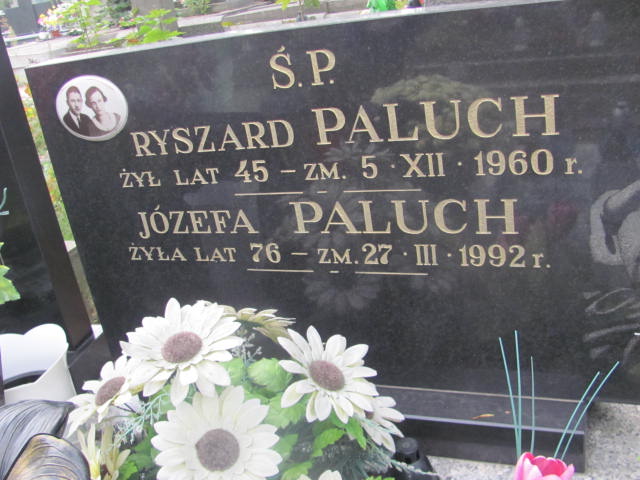 Ś.P.
RYSZARD PALUCH
ŻYŁ LAT 45 – ZM. 5 · XII · 1960 r.
JÓZEFA PALUCH
ŻYŁA LAT 76 – ZM. 27 · III · 1992 r.